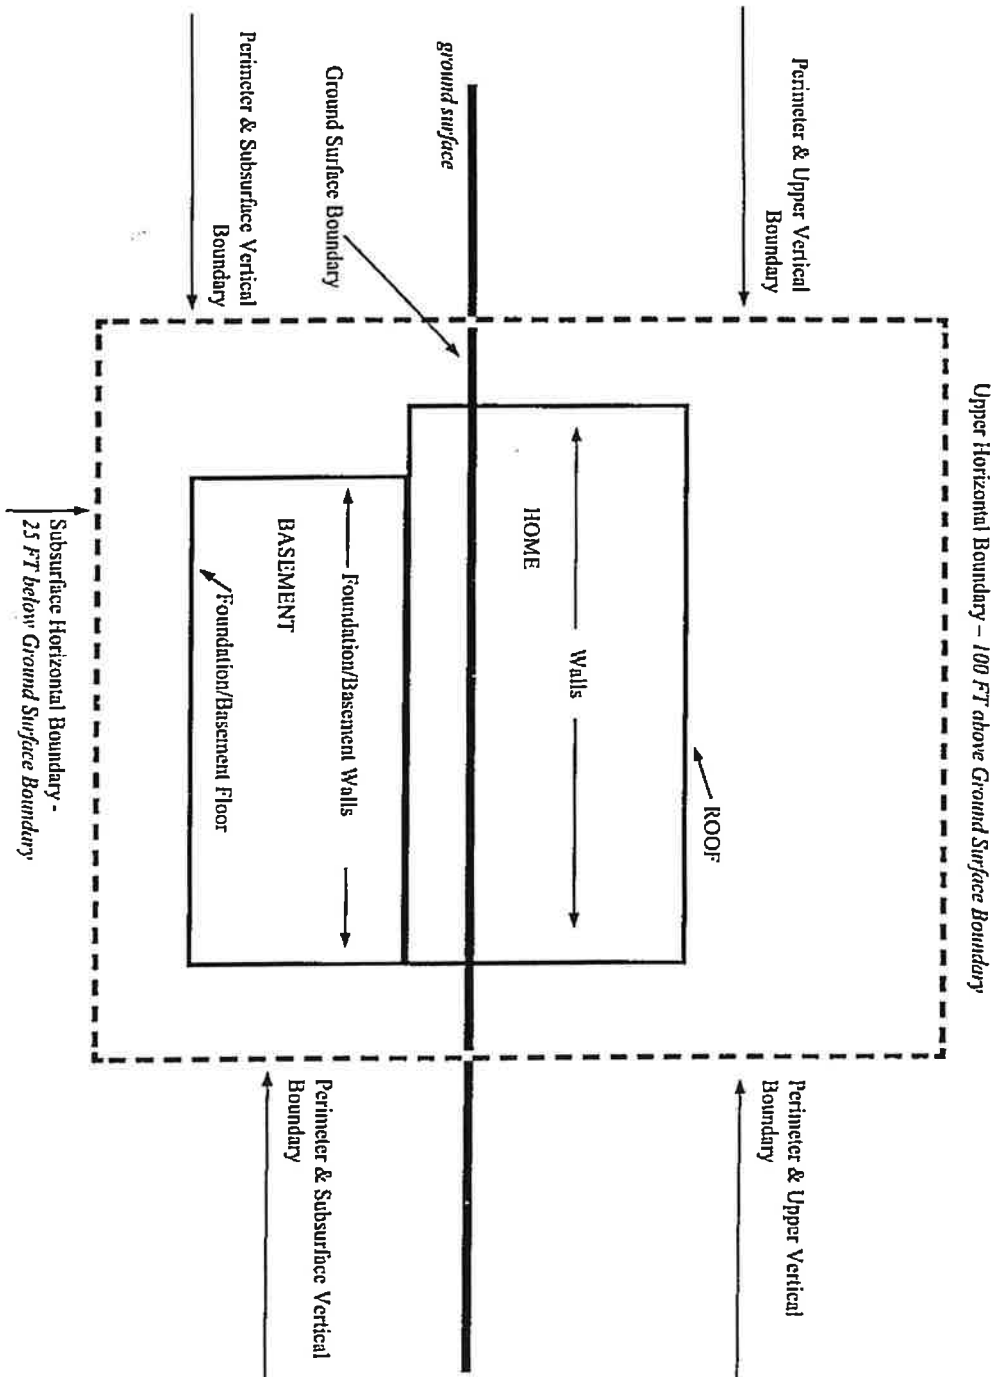 Upper Horizontal Boundary – 100 FT above Ground Surface Boundary
Perimeter & Upper Vertical
Boundary
Perimeter & Upper Vertical
Boundary
ROOF
Walls
HOME
ground surface
Ground Surface Boundary
Foundation/Basement Walls
BASEMENT
Foundation/Basement Floor
Perimeter & Subsurface Vertical
Boundary
Perimeter & Subsurface Vertical
Boundary
Subsurface Horizontal Boundary -
25 FT below Ground Surface Boundary